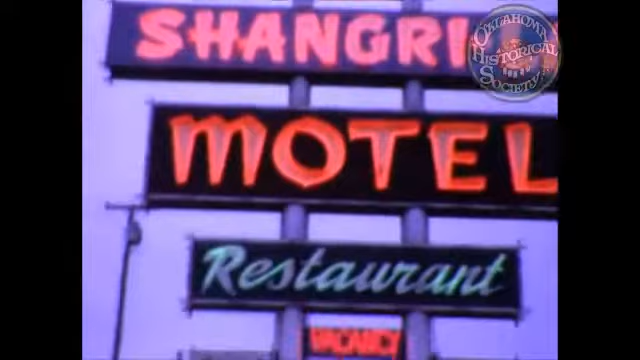 SHANGRI
MOTEL
Restaurant
VACANCY
OKLAHOMA
HISTORICAL
SOCIETY